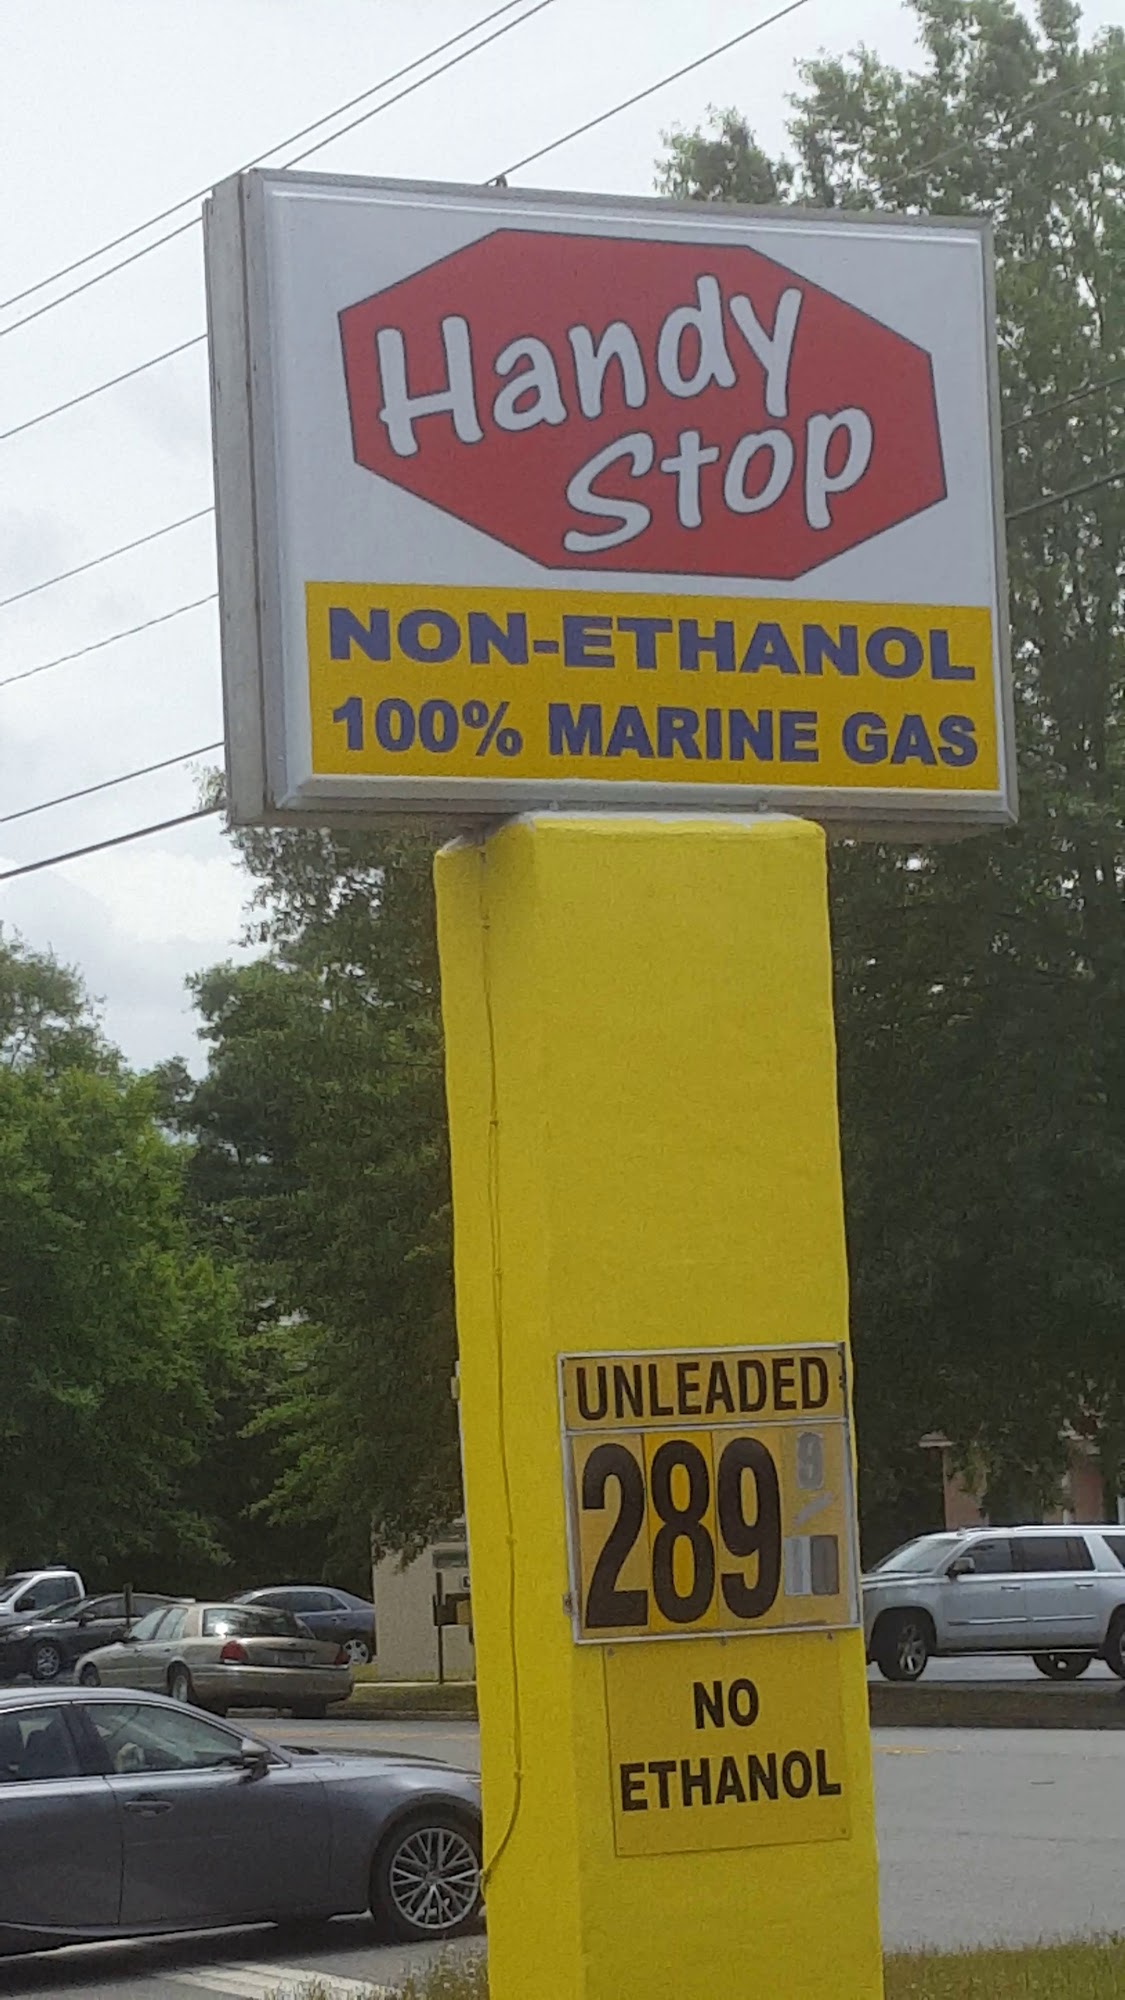 Handy
Stop
NON-ETHANOL
100% MARINE GAS
UNLEADED
289 9/10
NO
ETHANOL